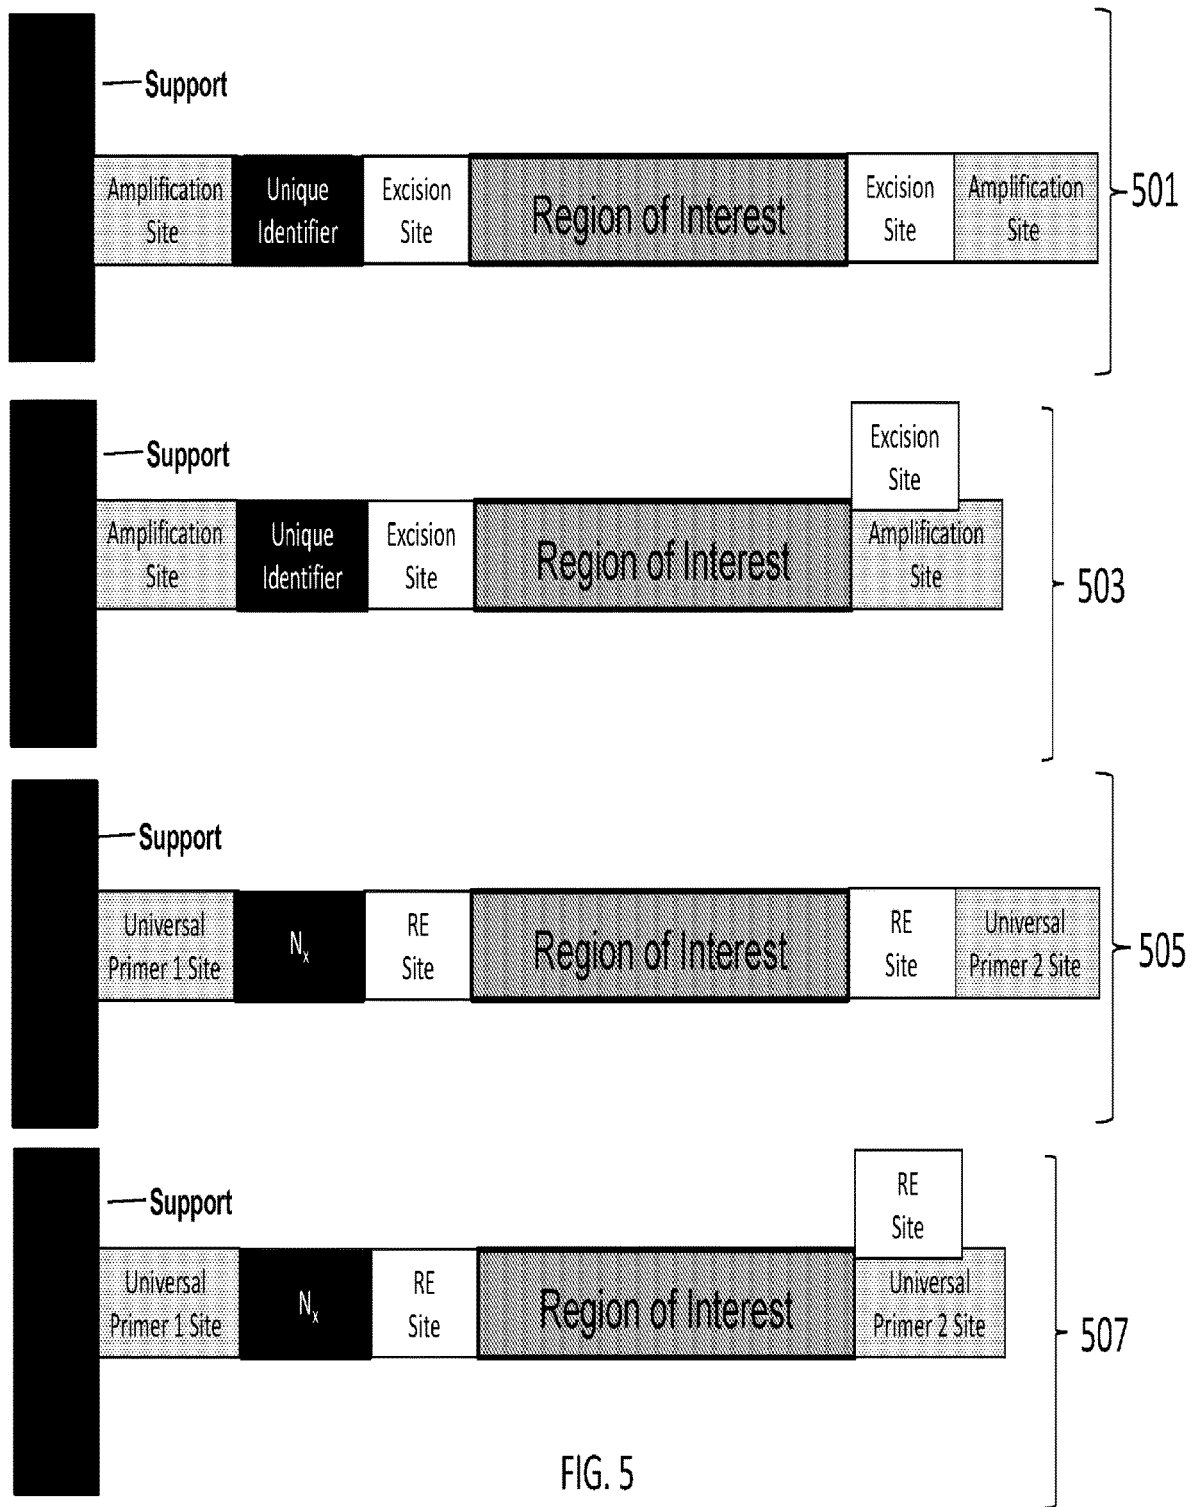 Support
Amplification
Site
Unique
Identifier
Excision
Site
Region of Interest
Excision
Site
Amplification
Site
501
Support
Amplification
Site
Unique
Identifier
Excision
Site
Region of Interest
Excision
Site
Amplification
Site
503
Support
Universal
Primer 1 Site
Nx
RE
Site
Region of Interest
RE
Site
Universal
Primer 2 Site
505
Support
Universal
Primer 1 Site
Nx
RE
Site
Region of Interest
RE
Site
Universal
Primer 2 Site
507
FIG. 5